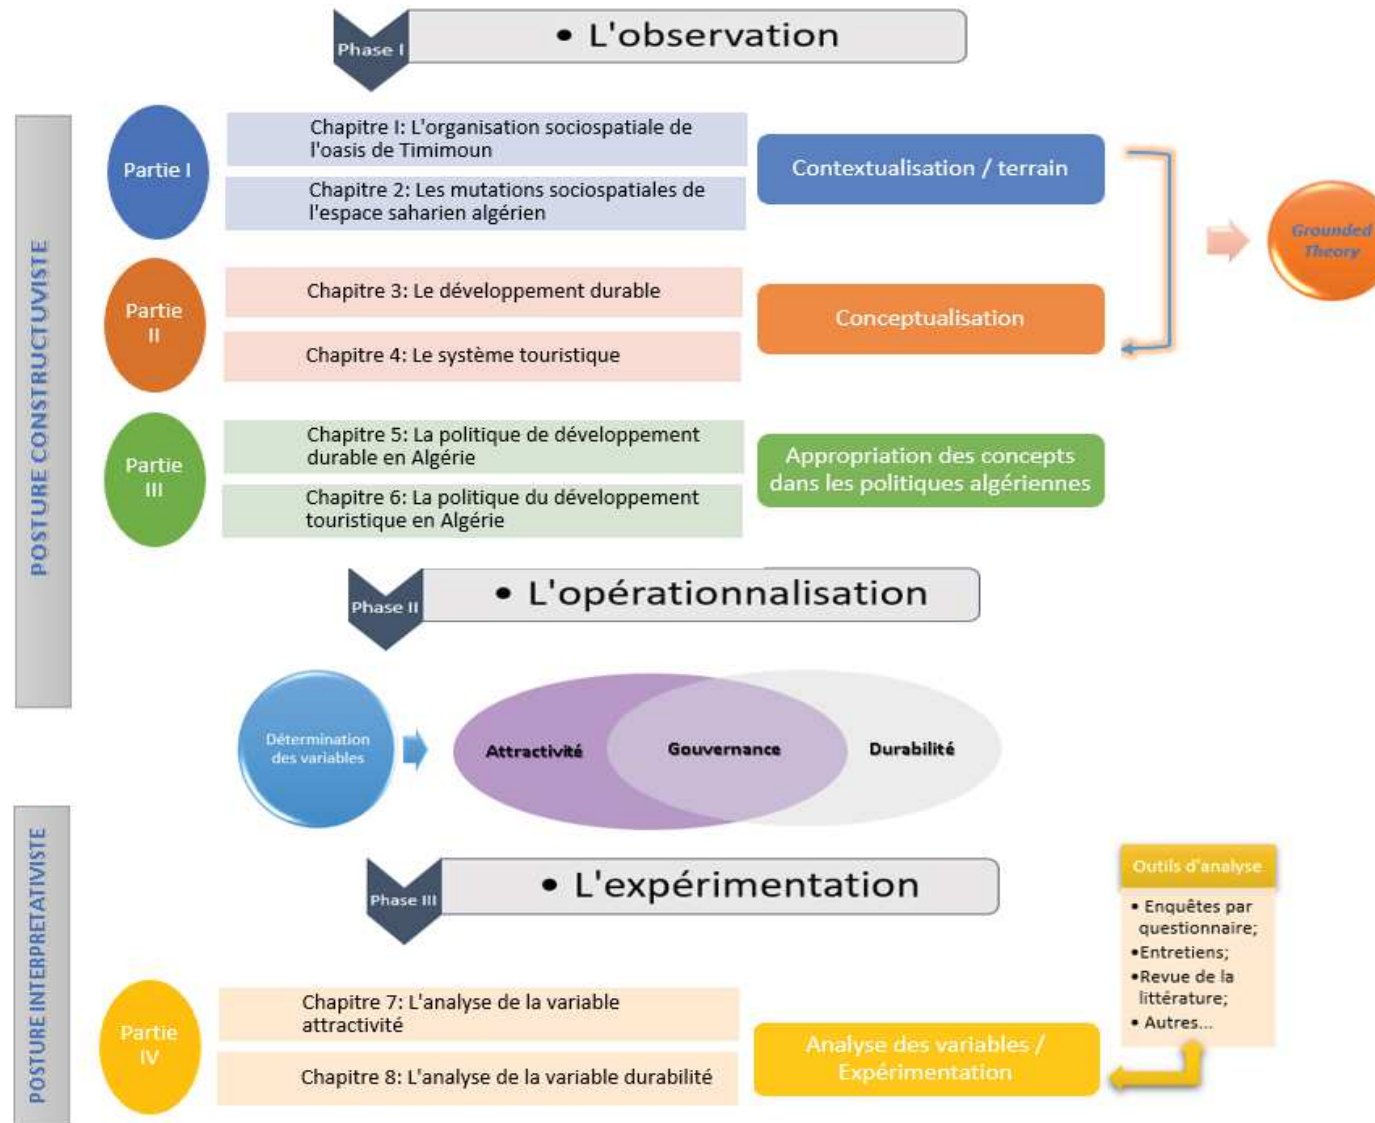 Phase I
• L'observation
POSTURE CONSTRUCTUVISTE
Partie I
Chapitre I: L'organisation sociospatiale de
l'oasis de Timimoun
Chapitre 2: Les mutations sociospatiales de
l'espace saharien algérien
Contextualisation / terrain
Grounded
Theory
Partie
II
Chapitre 3: Le développement durable
Chapitre 4: Le système touristique
Conceptualisation
Partie
III
Chapitre 5: La politique de développement
durable en Algérie
Chapitre 6: La politique du développement
touristique en Algérie
Appropriation des concepts
dans les politiques algériennes
Phase II
• L'opérationnalisation
Détermination
des variables
Attractivité
Gouvernance
Durabilité
POSTURE INTERPRETATIVISTE
Phase III
• L'expérimentation
Outils d'analyse
• Enquêtes par
questionnaire;
•Entretiens;
•Revue de la
littérature;
• Autres...
Partie
IV
Chapitre 7: L'analyse de la variable
attractivité
Chapitre 8: L'analyse de la variable durabilité
Analyse des variables /
Expérimentation